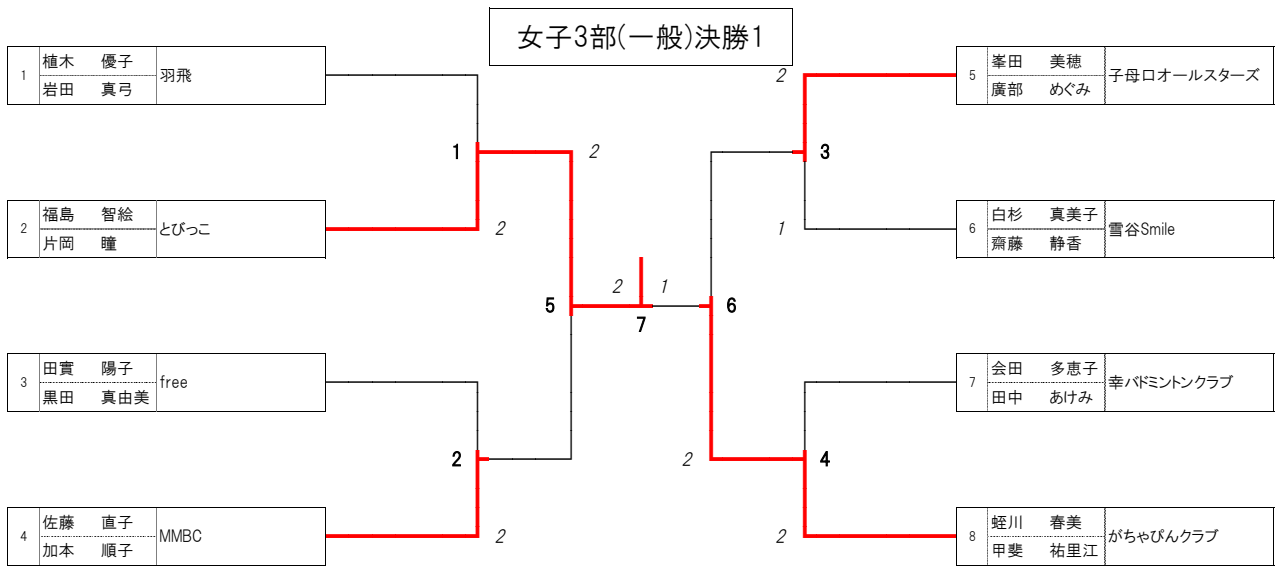 女子3部(一般)決勝1
1 植木 優子 羽飛
岩田 真弓
2 福島 智絵 とびっこ
片岡 瞳
3 田實 陽子 free
黒田 真由美
4 佐藤 直子 MMBC
加本 順子
1
2
2
2
2
5
2
1
7
2
5 峯田 美穂 子母口オールスターズ
廣部 めぐみ
3
1
6 白杉 真美子 雪谷Smile
齋藤 静香
6
7 会田 多恵子 幸バドミントンクラブ
田中 あけみ
2
4
2
8 蛭川 春美 がちゃぴんクラブ
甲斐 祐里江